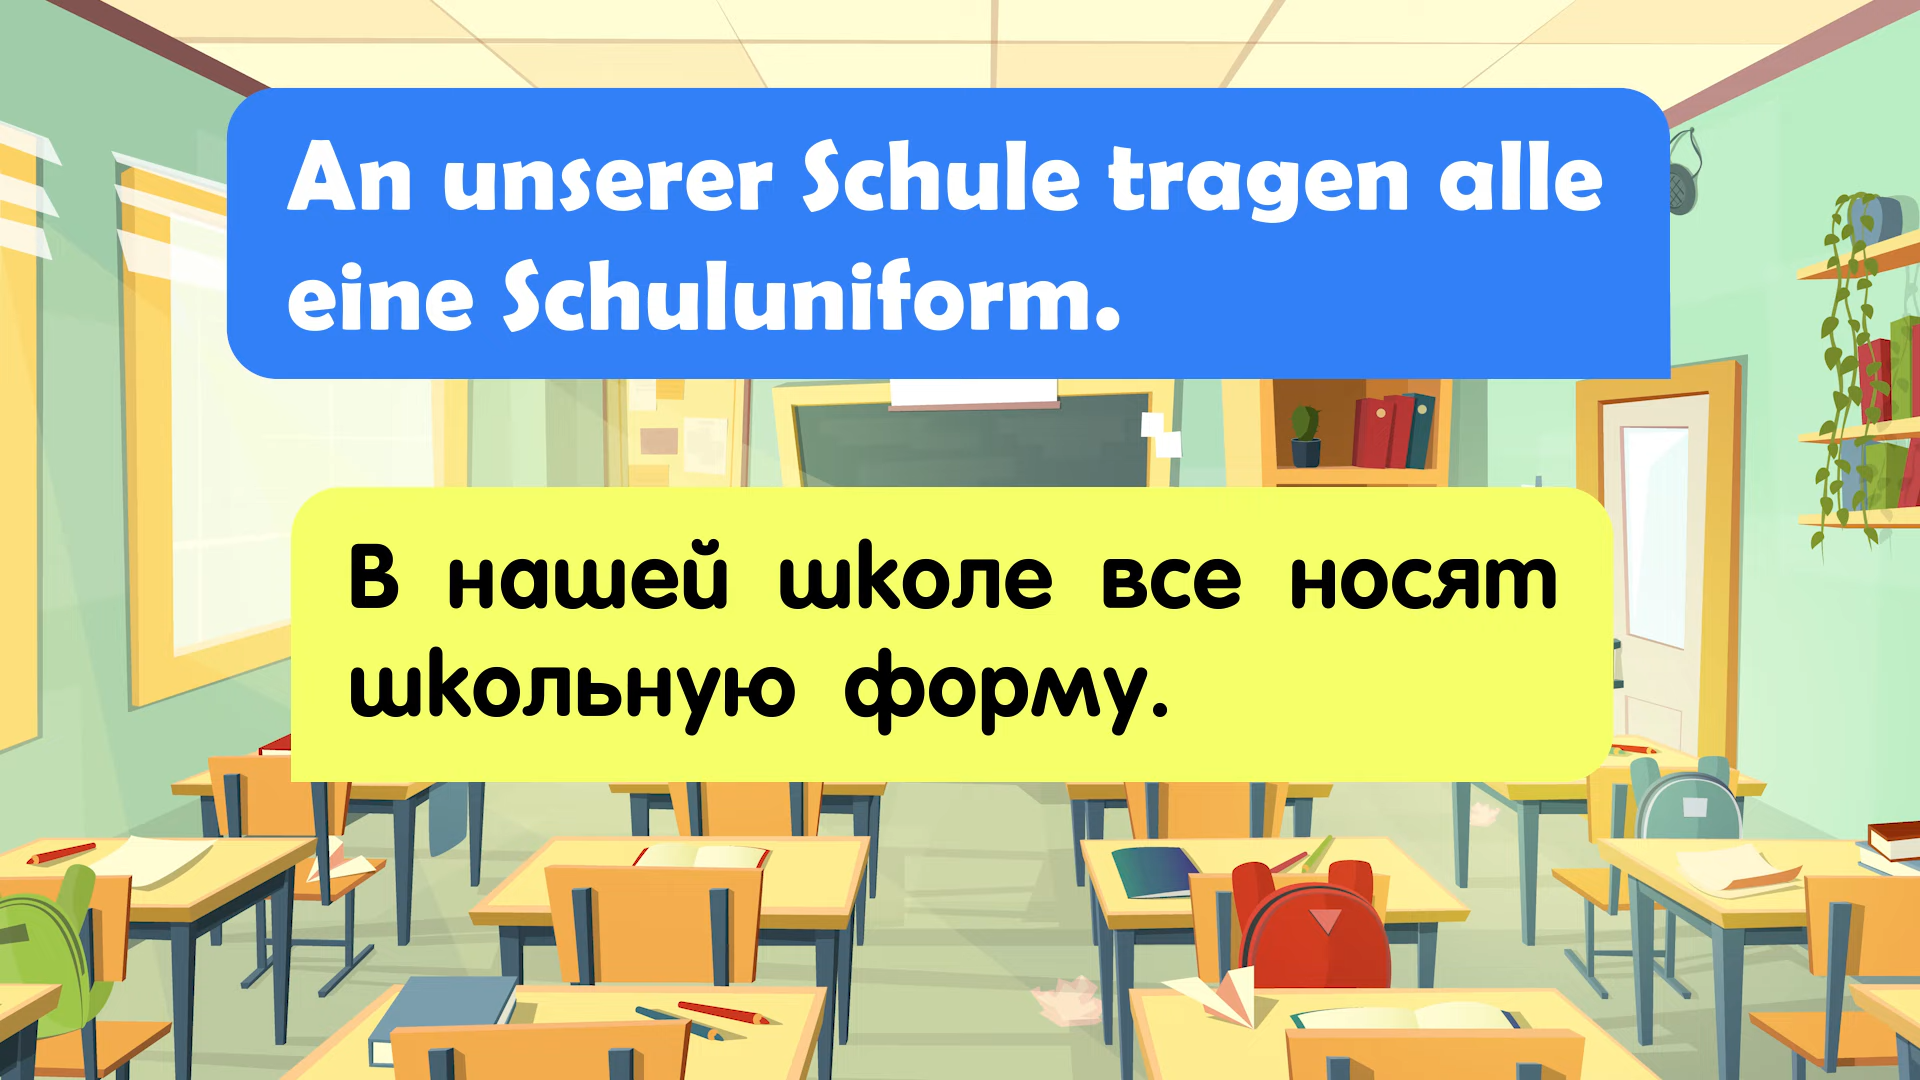 An unserer Schule tragen alle
eine Schuluniform.
В нашей школе все носят
школьную форму.